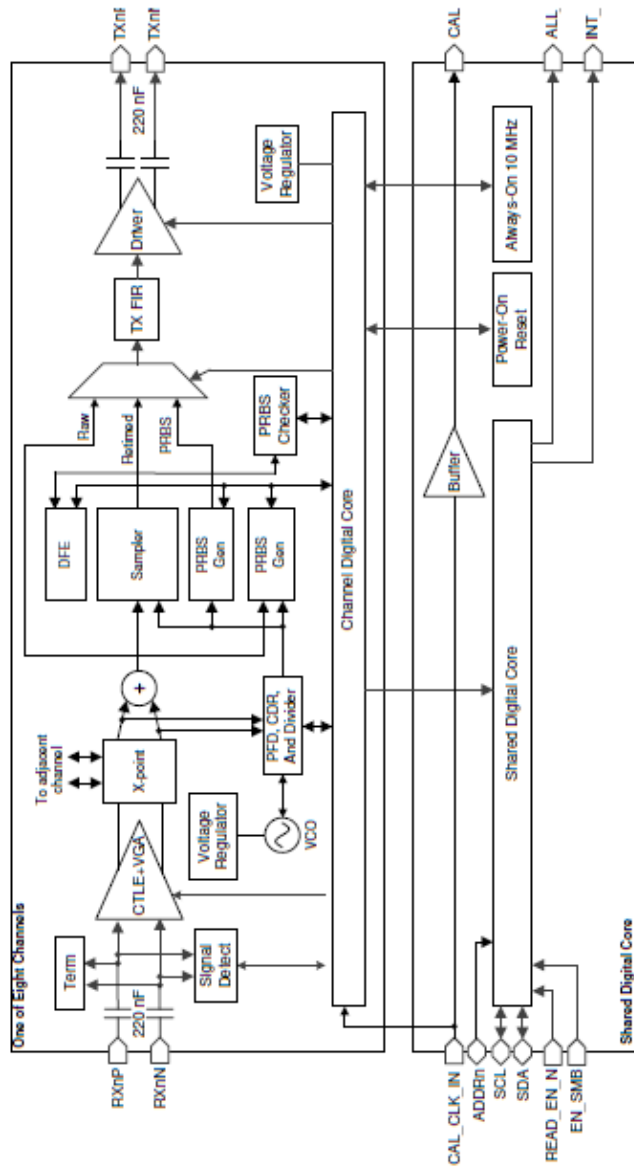 One of Eight Channels
RXnP
RXnN
220 nF
Term
Signal
Detect
CTLE+VGA
To adjacent
channel
X-point
Voltage
Regulator
VCO
PFD, CDR,
And Divider
+
DFE
Sampler
PRBS
Gen
PRBS
Gen
Raw
Retimed
PRBS
PRBS
Checker
TX FIR
Driver
Voltage
Regulator
220 nF
TXnP
TXnN
Channel Digital Core
CAL_CLK_IN
ADDRn
SCL
SDA
READ_EN_N
EN_SMB
Buffer
Shared Digital Core
Power-On
Reset
Always-On 10 MHz
CAL
ALL_
INT_
Shared Digital Core